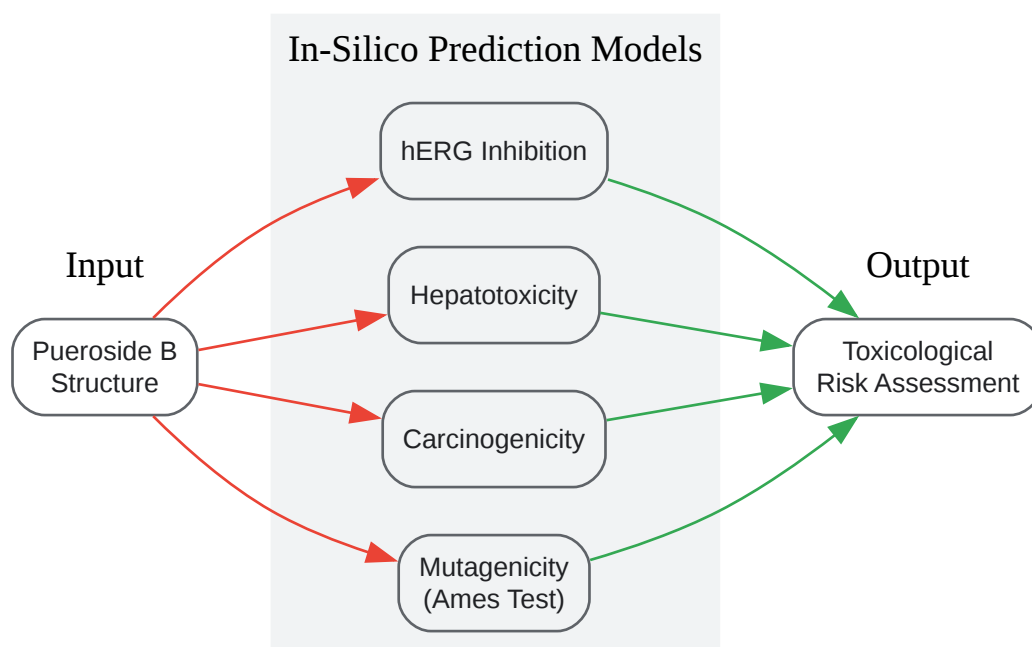 In-Silico Prediction Models
hERG Inhibition
Input
Output
Hepatotoxicity
Pueroside B
Structure
Toxicological
Risk Assessment
Carcinogenicity
Mutagenicity
(Ames Test)